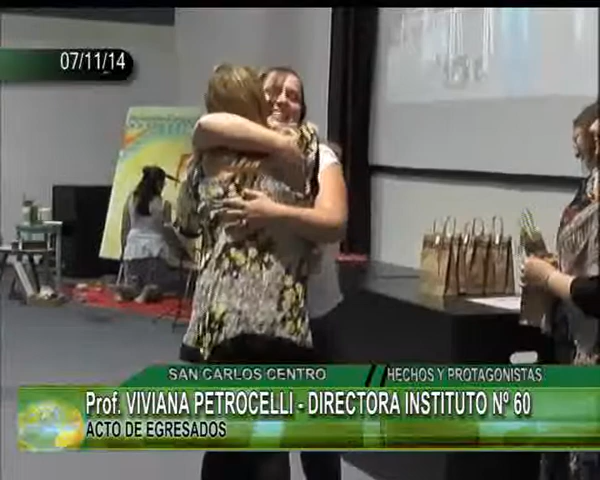 07/11/14
SAN CARLOS CENTRO
HECHOS Y PROTAGONISTAS
Prof. VIVIANA PETROCELLI - DIRECTORA INSTITUTO Nº 60
ACTO DE EGRESADOS